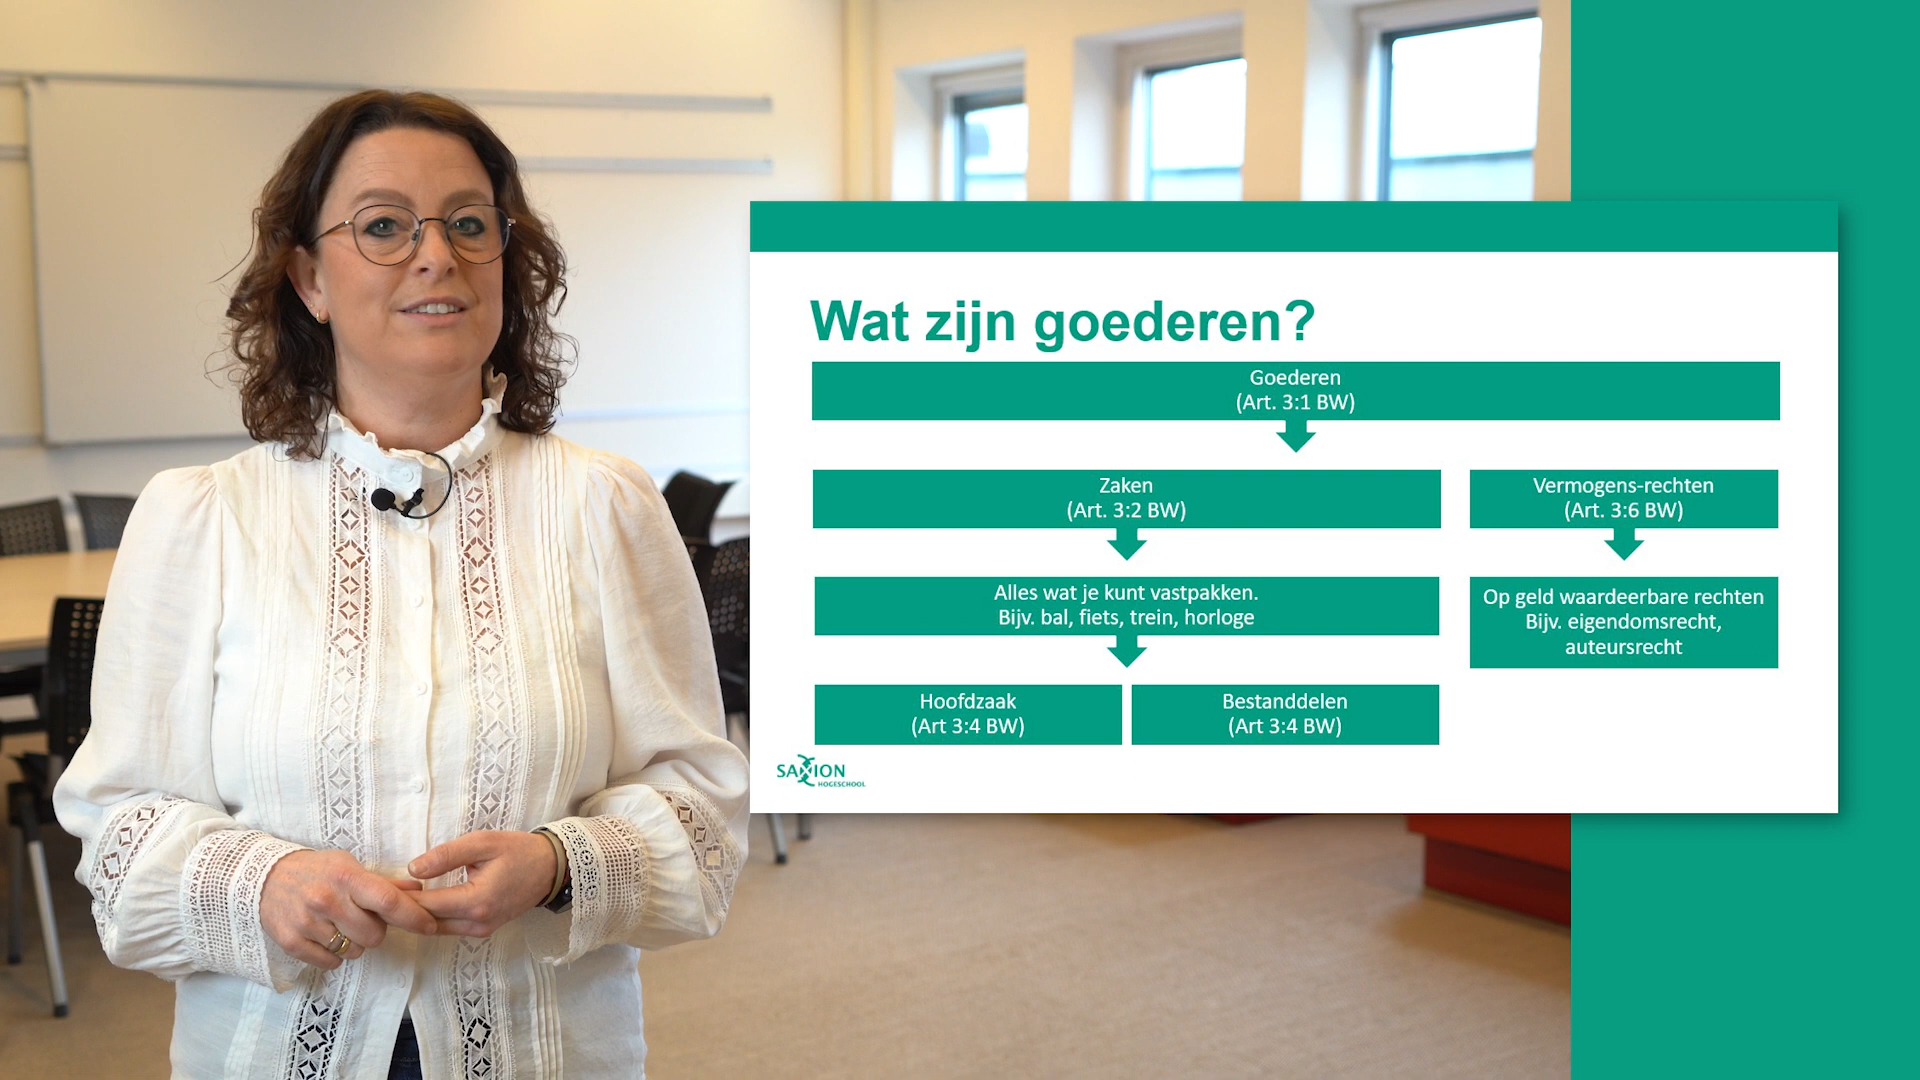 Wat zijn goederen?
Goederen
(Art. 3:1 BW)
Zaken
(Art. 3:2 BW)
Vermogens-rechten
(Art. 3:6 BW)
Alles wat je kunt vastpakken.
Bijv. bal, fiets, trein, horloge
Op geld waardeerbare rechten
Bijv. eigendomsrecht,
auteursrecht
Hoofdzaak
(Art 3:4 BW)
Bestanddelen
(Art 3:4 BW)
SAXION
HOGESCHOOL